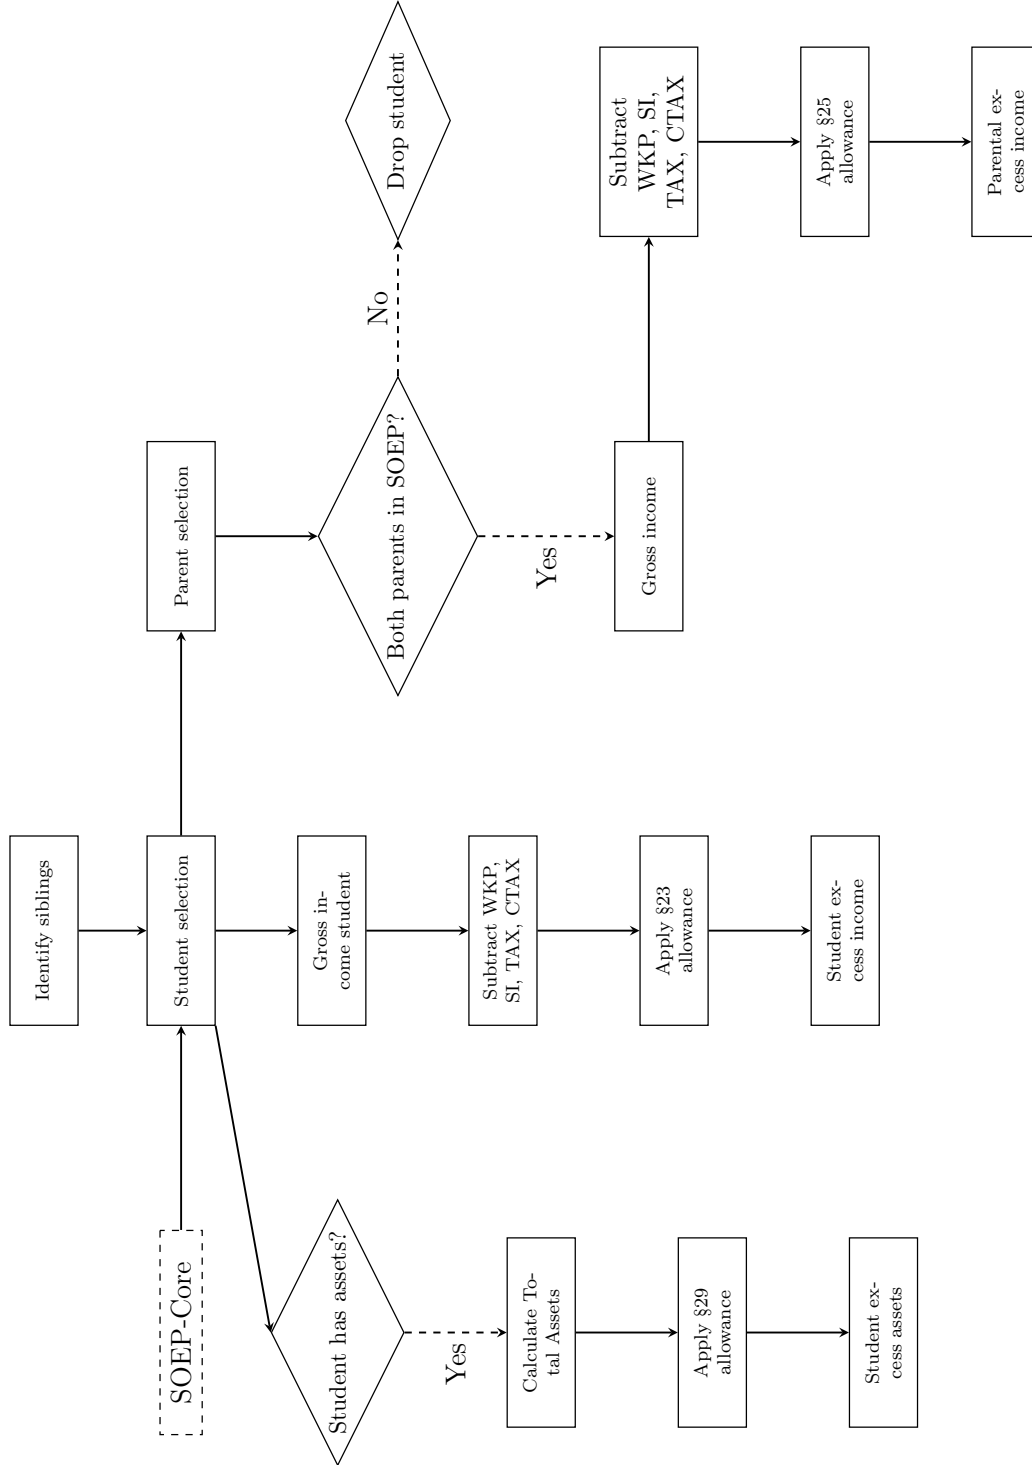 Identify siblings
SOEP-Core
Student selection
Parent selection
Student has assets?
Gross in-
come student
Both parents in SOEP?
No
Drop student
Yes
Calculate To-
tal Assets
Subtract WKP,
SI, TAX, CTAX
Yes
Gross income
Subtract
WKP, SI,
TAX, CTAX
Apply §29
allowance
Apply §23
allowance
Apply §25
allowance
Student ex-
cess assets
Student ex-
cess income
Parental ex-
cess income